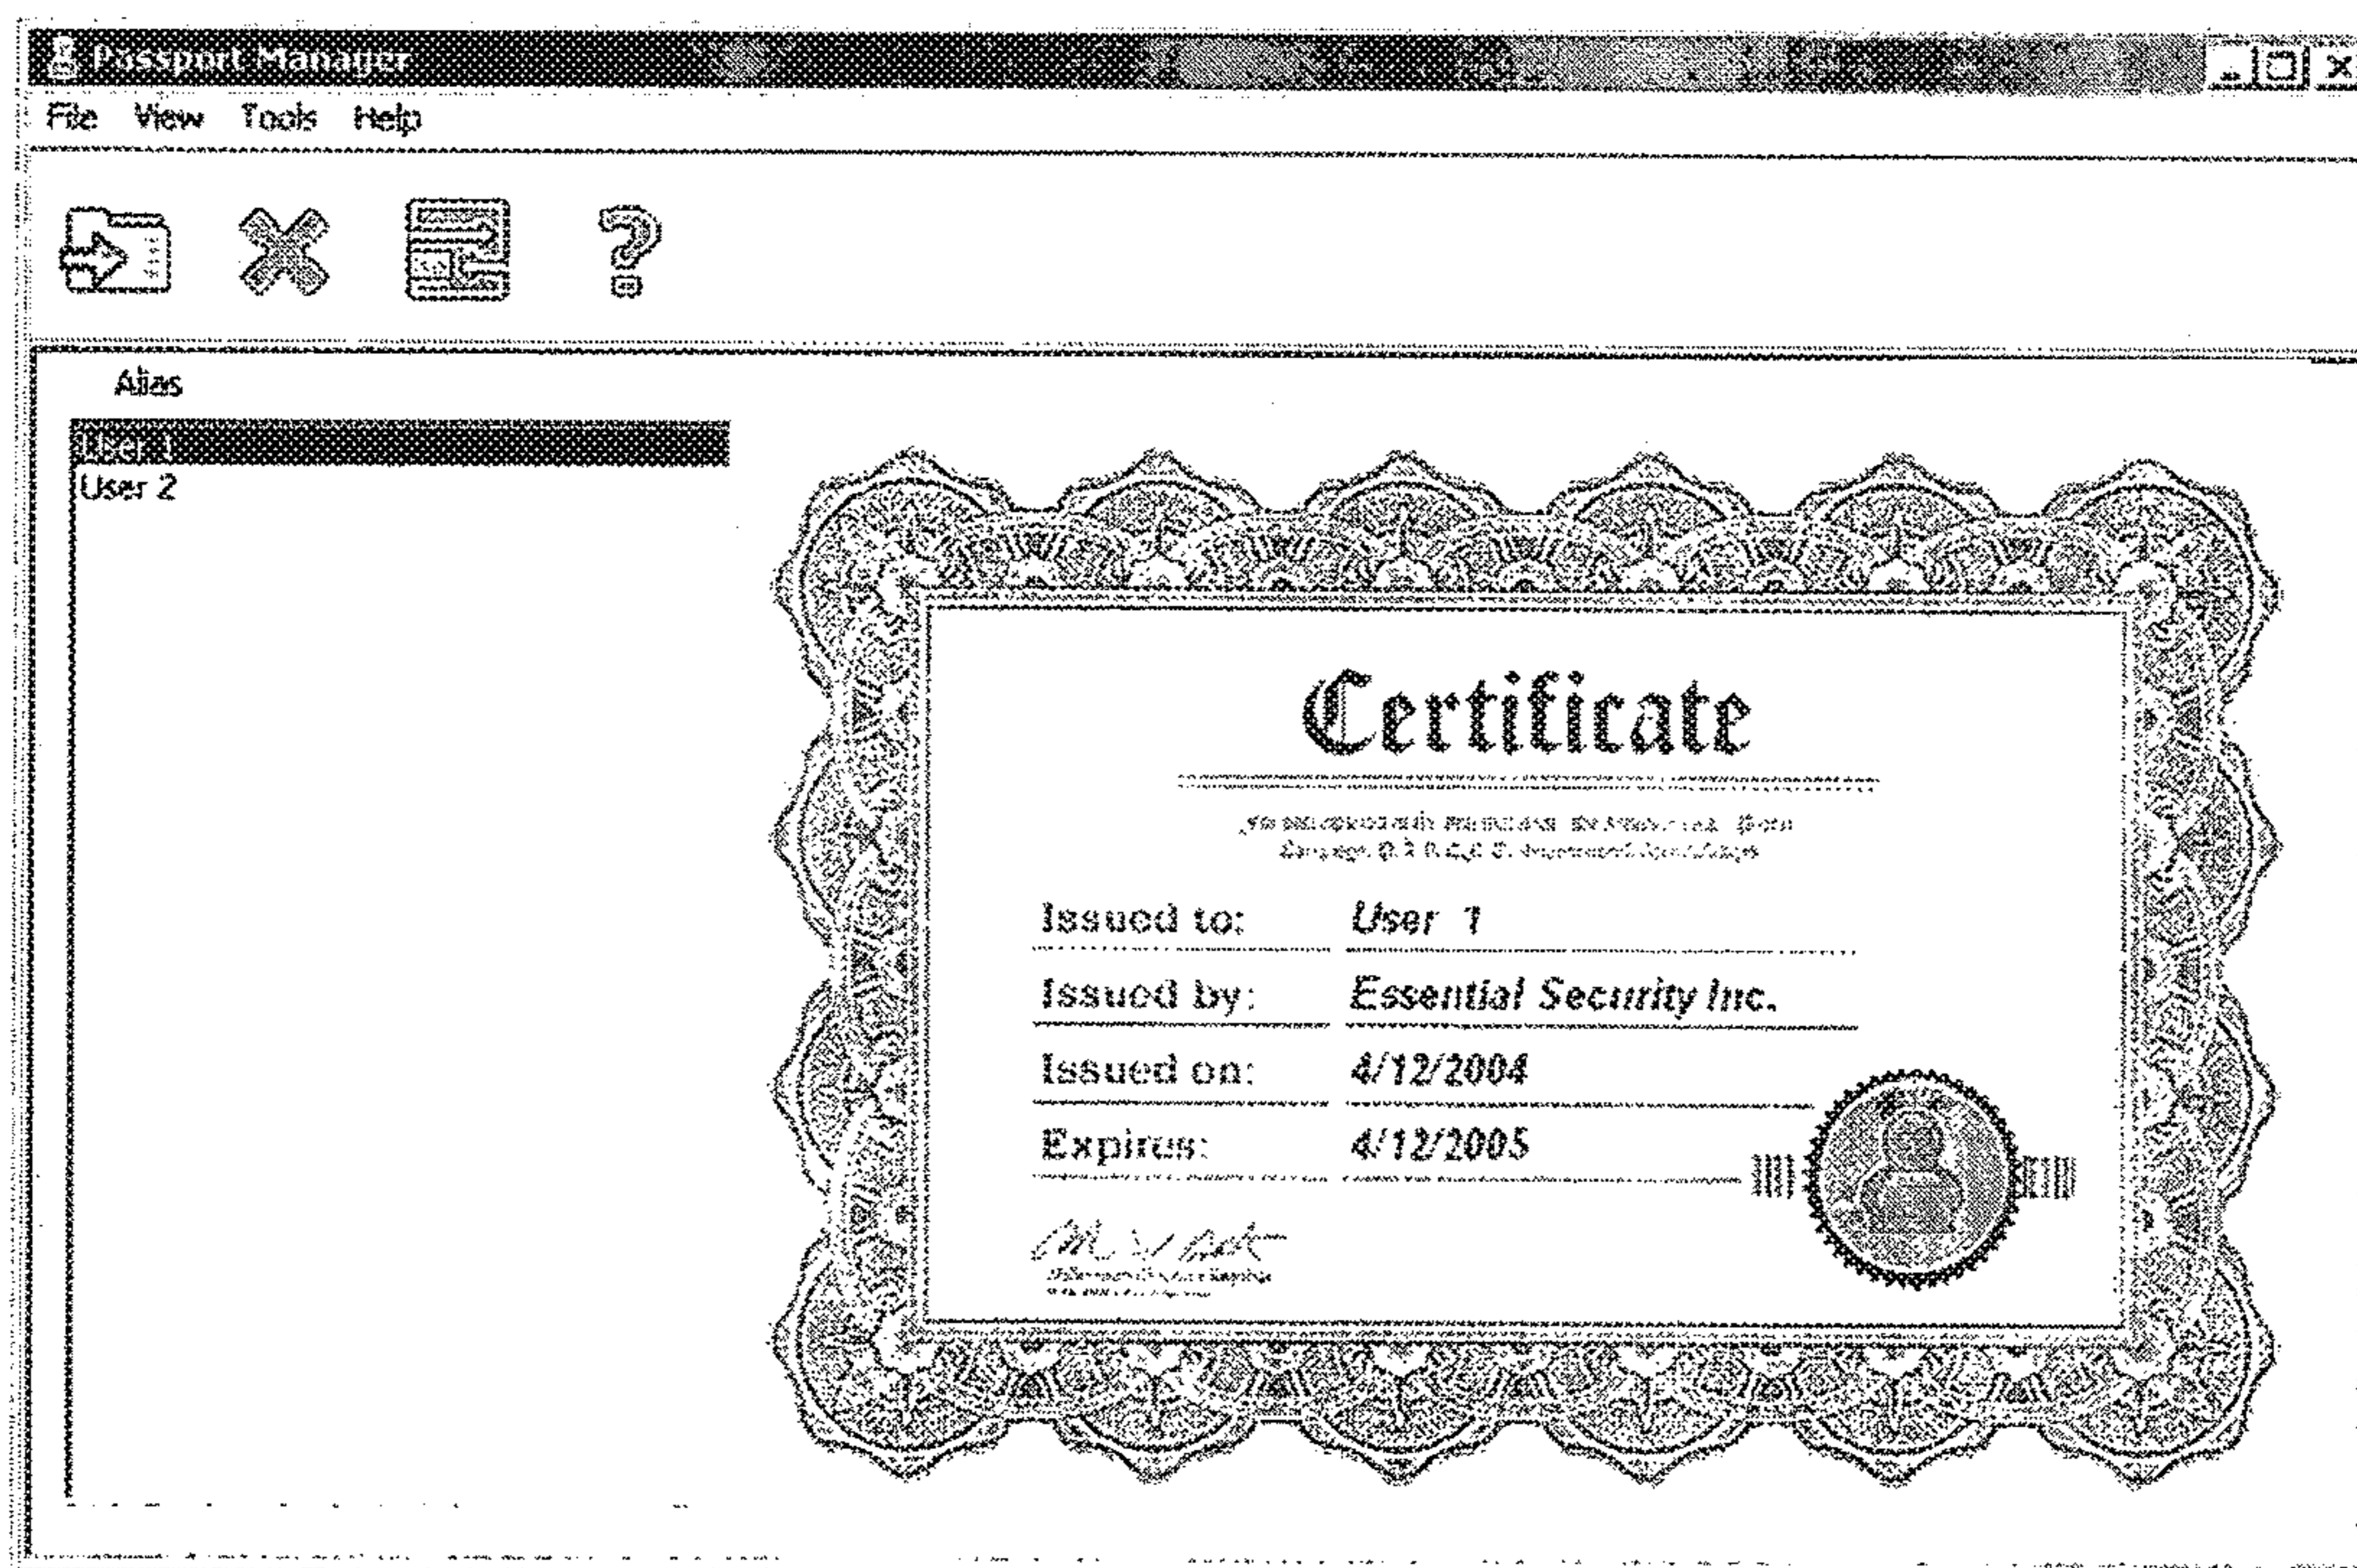 Passport Manager
File View Tools Help
Alias
User 1
User 2
Certificate
Issued to: User 1
Issued by: Essential Security Inc.
Issued on: 4/12/2004
Expires: 4/12/2005